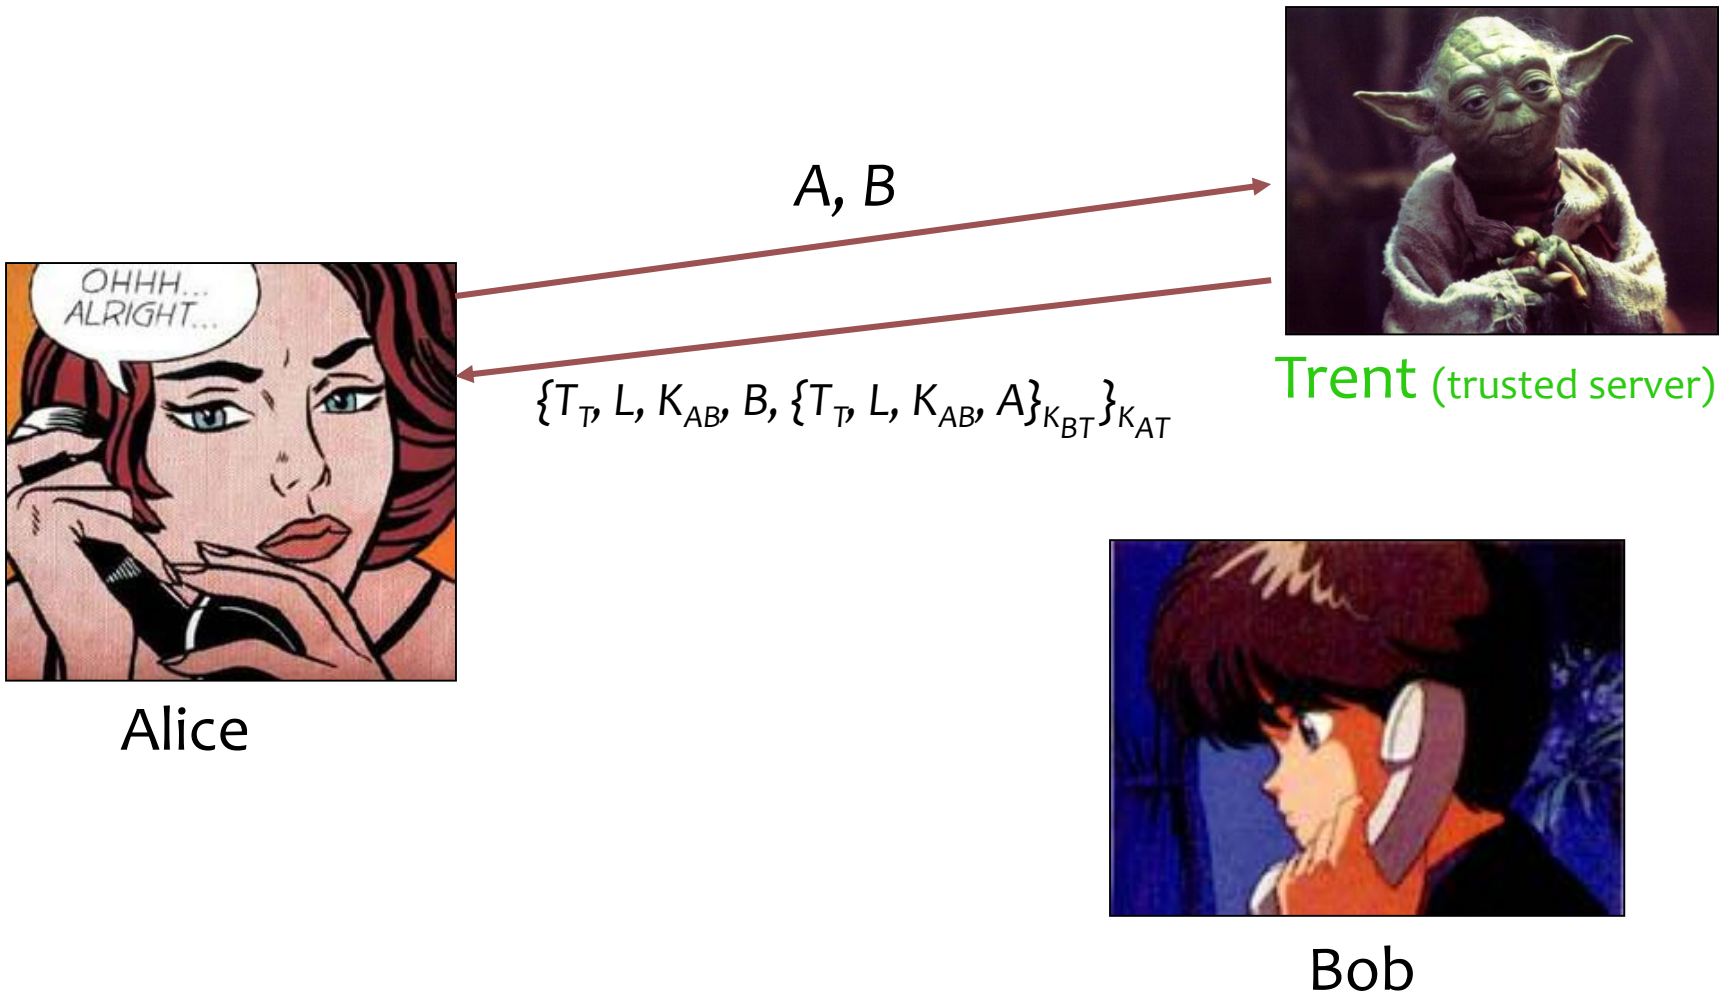 A, B
OHHH...
ALRIGHT...
{T_T, L, K_AB, B, {T_T, L, K_AB, A}_K_BT}_K_AT
Trent (trusted server)
Alice
Bob